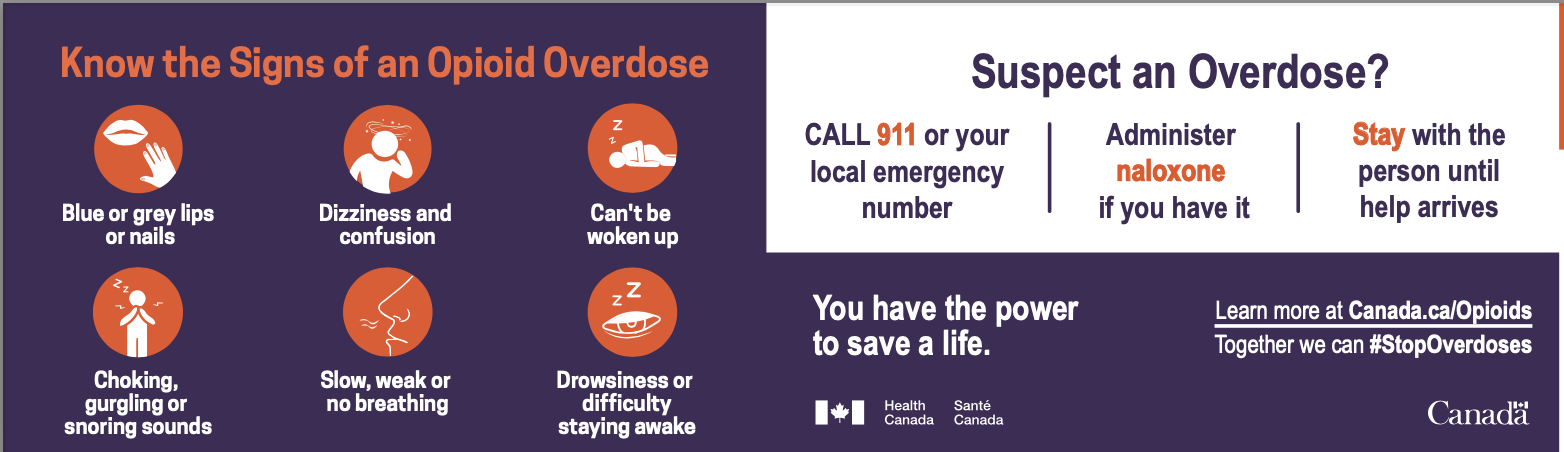 Know the Signs of an Opioid Overdose
Blue or grey lips
or nails
Dizziness and
confusion
Z
Z
Can't be
woken up
Z
Z
Choking,
gurgling or
snoring sounds
Slow, weak or
no breathing
Z
Z
Drowsiness or
difficulty
staying awake
Suspect an Overdose?
CALL 911 or your
local emergency
number
Administer
naloxone
if you have it
Stay with the
person until
help arrives
You have the power
to save a life.
Learn more at Canada.ca/Opioids
Together we can #StopOverdoses
Health
Canada
Santé
Canada
Canada